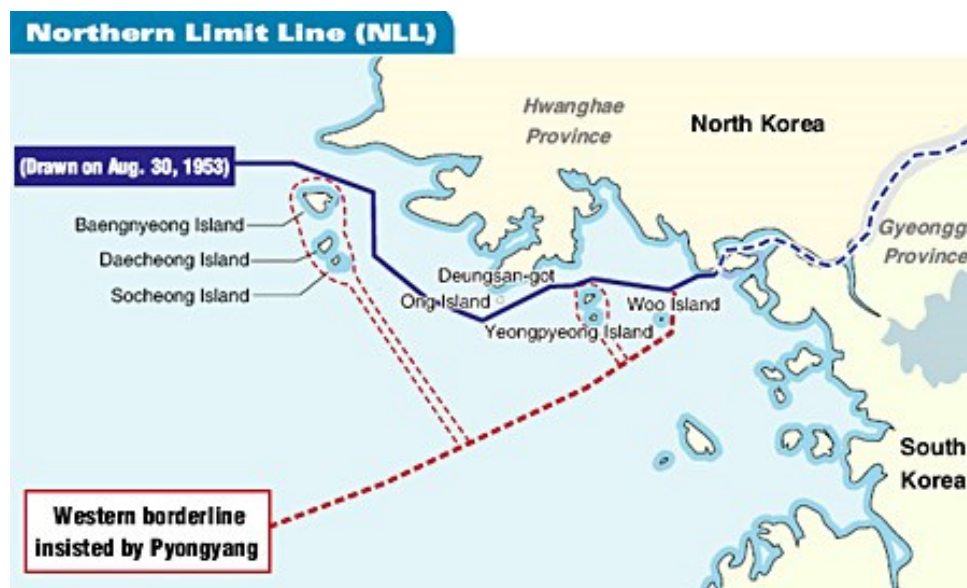 Northern Limit Line (NLL)
Hwanghae
Province
North Korea
(Drawn on Aug. 30, 1953)
Baengnyeong Island
Gyeongg
Province
Daecheong Island
Deungsan-got
Socheong Island
Ong Island
Woo Island
Yeongpyeong Island
South
Korea
Western borderline
insisted by Pyongyang